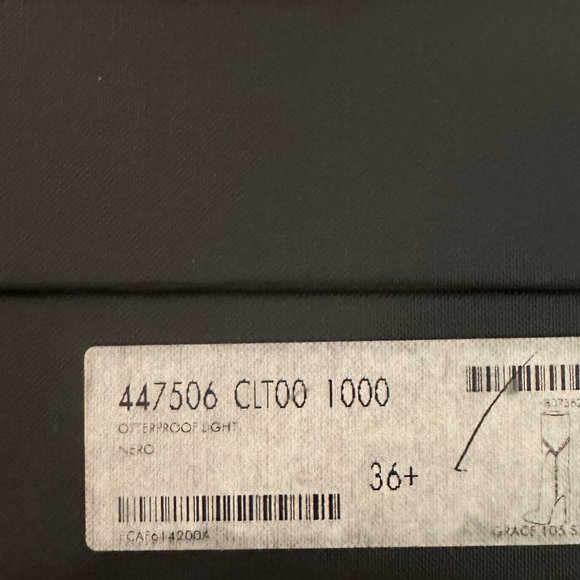 447506 CLT00 1000
OTTERPROOF LIGHT
NERO
36+
GRACE 105 S